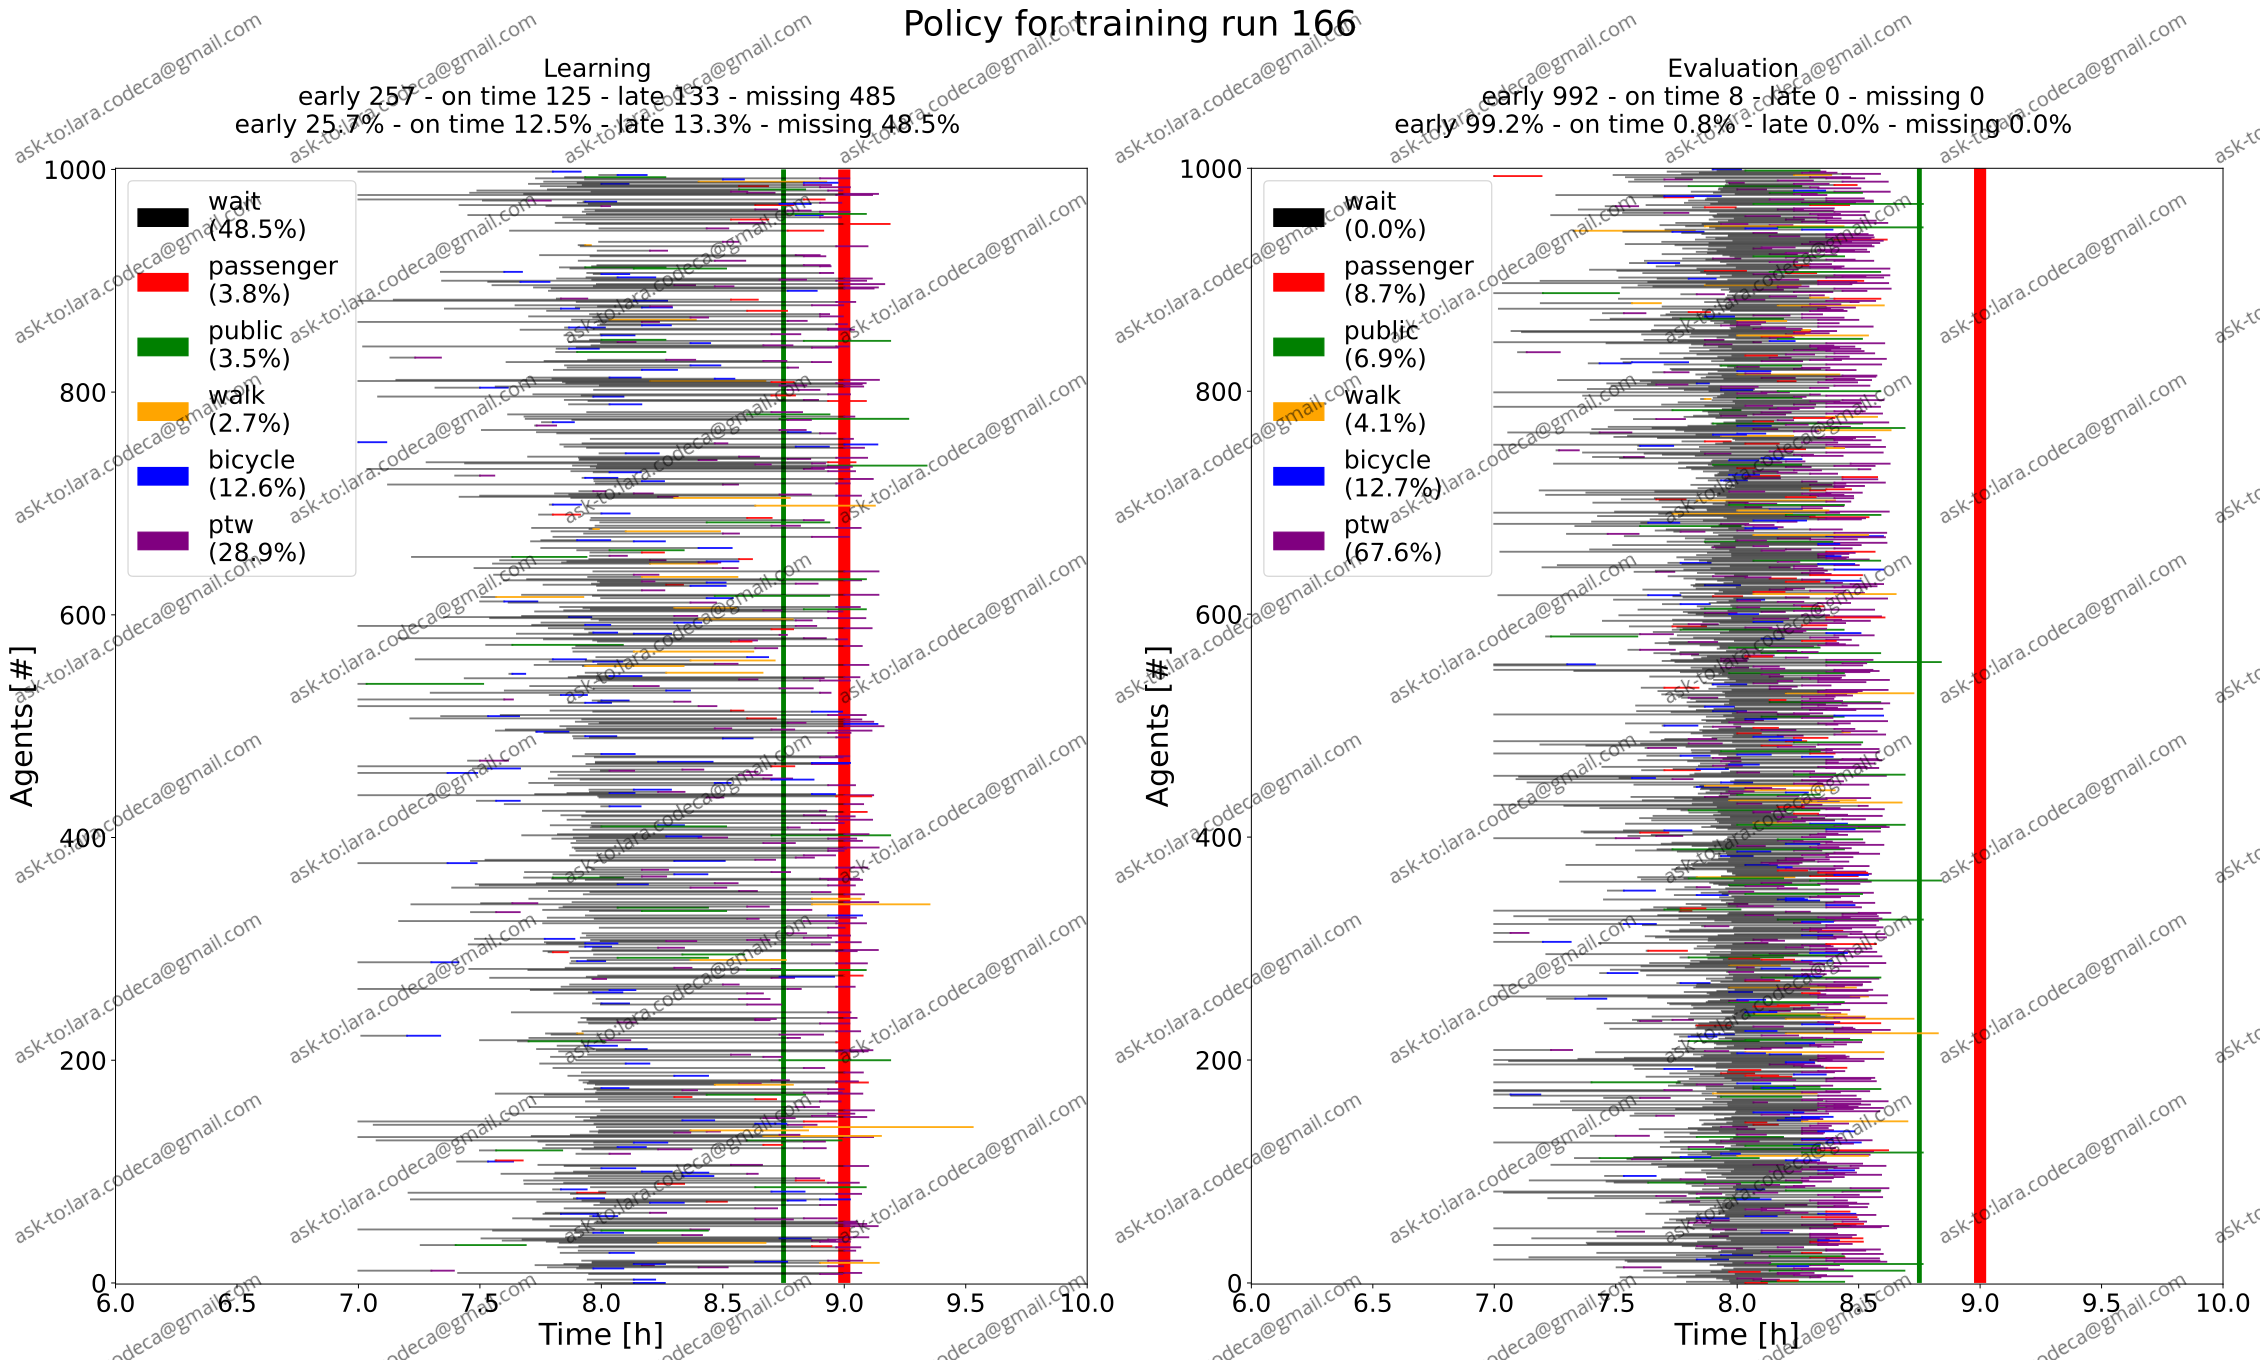 Policy for training run 166
Learning
early 257 - on time 125 - late 133 - missing 485
early 25.7% - on time 12.5% - late 13.3% - missing 48.5%
wait
(48.5%)
passenger
(3.8%)
public
(3.5%)
walk
(2.7%)
bicycle
(12.6%)
ptw
(28.9%)
Agents [#]
1000
800
600
400
200
0
6.0 6.5 7.0 7.5 8.0 8.5 9.0 9.5 10.0
Time [h]
Evaluation
early 992 - on time 8 - late 0 - missing 0
early 99.2% - on time 0.8% - late 0.0% - missing 0.0%
wait
(0.0%)
passenger
(8.7%)
public
(6.9%)
walk
(4.1%)
bicycle
(12.7%)
ptw
(67.6%)
Agents [#]
1000
800
600
400
200
0
6.0 6.5 7.0 7.5 8.0 8.5 9.0 9.5 10.0
Time [h]
ask-to:lara.codeca@gmail.com